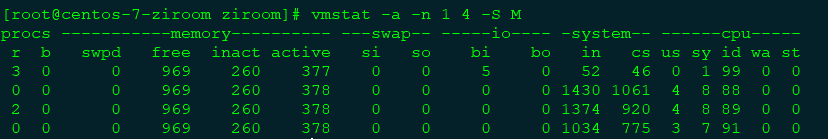 [root@centos-7-ziroom ziroom]# vmstat -a -n 1 4 -S M
procs -----------memory---------- ---swap-- -----io---- -system-- ------cpu-----
 r  b   swpd   free  inact active   si   so    bi    bo   in   cs us sy id wa st
 3  0      0    969    260    377    0    0     5     0   52   46  0  1 99  0  0
 0  0      0    969    260    378    0    0     0     0 1430 1061  4  8 88  0  0
 2  0      0    969    260    378    0    0     0     0 1374  920  4  8 89  0  0
 0  0      0    969    260    378    0    0     0     0 1034  775  3  7 91  0  0